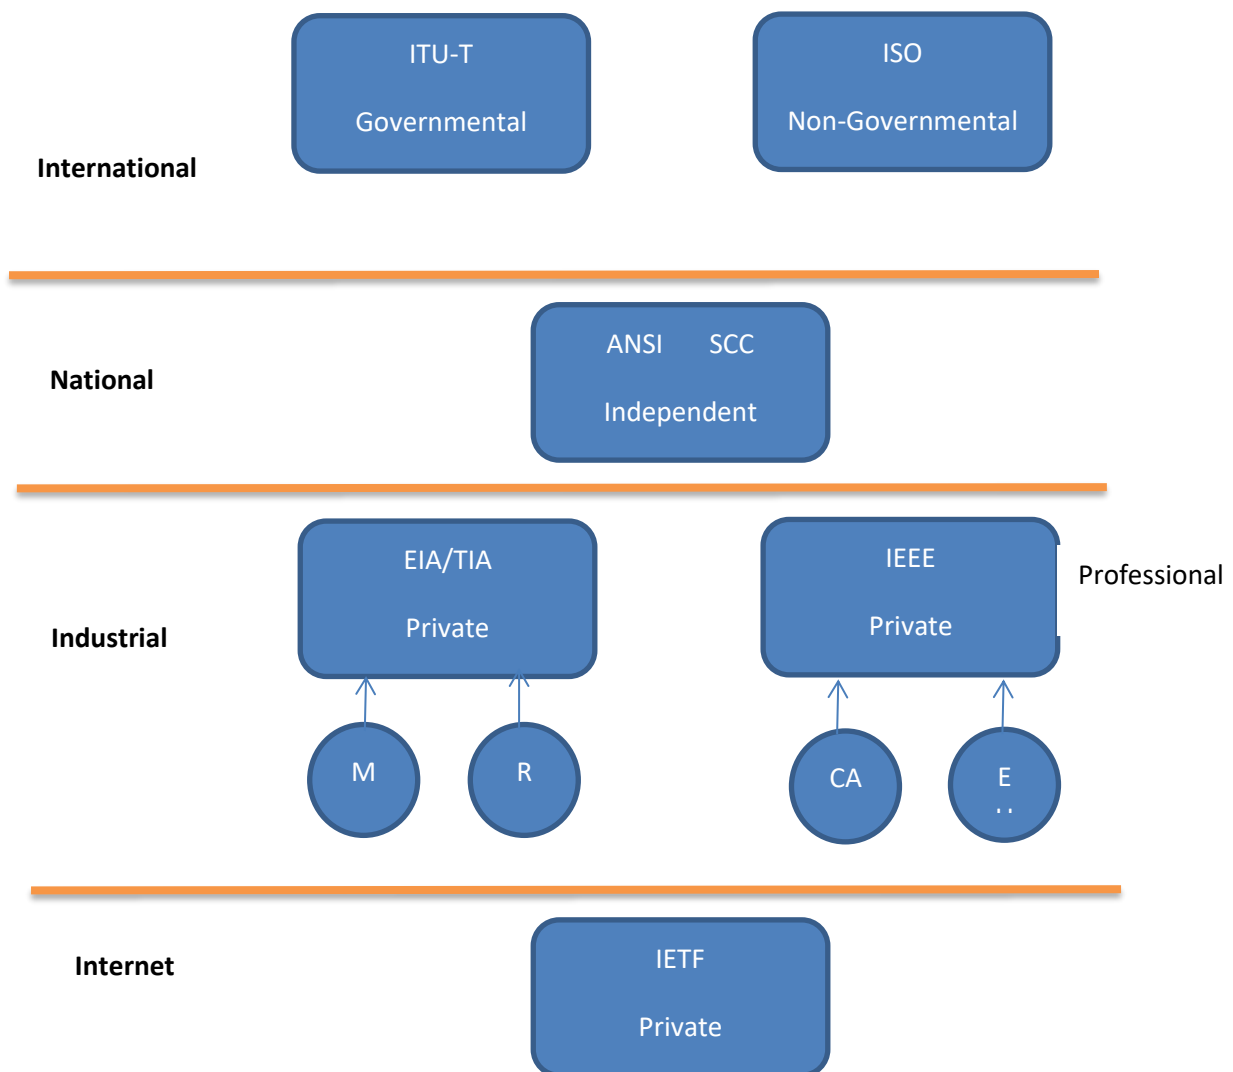 ITU-T
Governmental
ISO
Non-Governmental
International
ANSI SCC
Independent
National
EIA/TIA
Private
IEEE
Private
Professional
Industrial
M
R
CA
E
Internet
IETF
Private